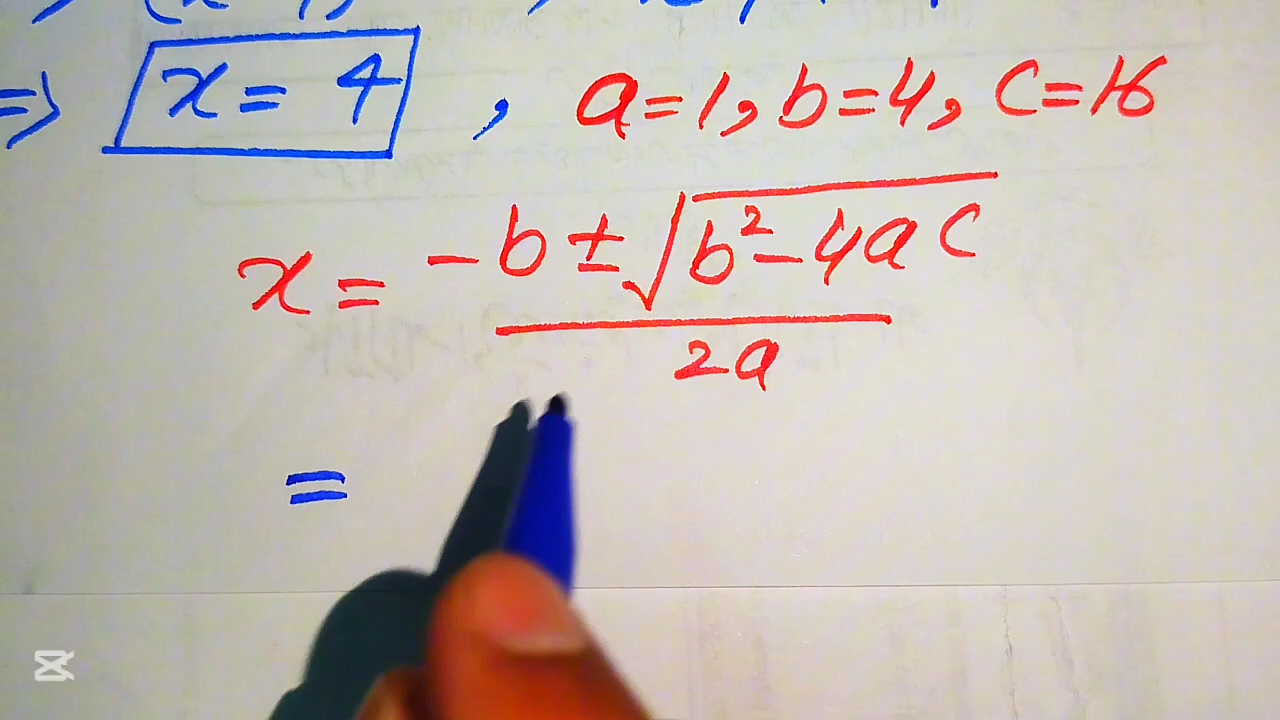 ⇒ x = 4 , a=1, b=4, c=16
x = -b ± √(b²-4ac) / 2a
=